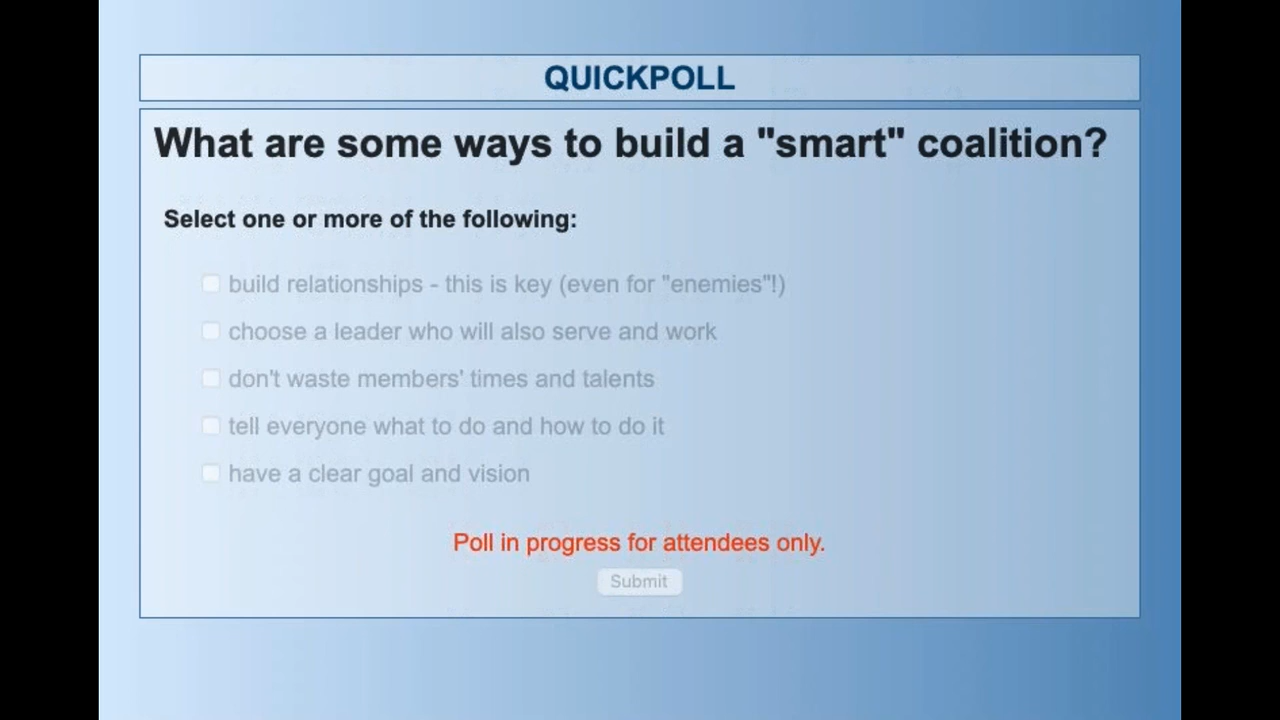 QUICKPOLL
What are some ways to build a "smart" coalition?
Select one or more of the following:
build relationships - this is key (even for "enemies"!)
choose a leader who will also serve and work
don't waste members' times and talents
tell everyone what to do and how to do it
have a clear goal and vision
Poll in progress for attendees only.
Submit